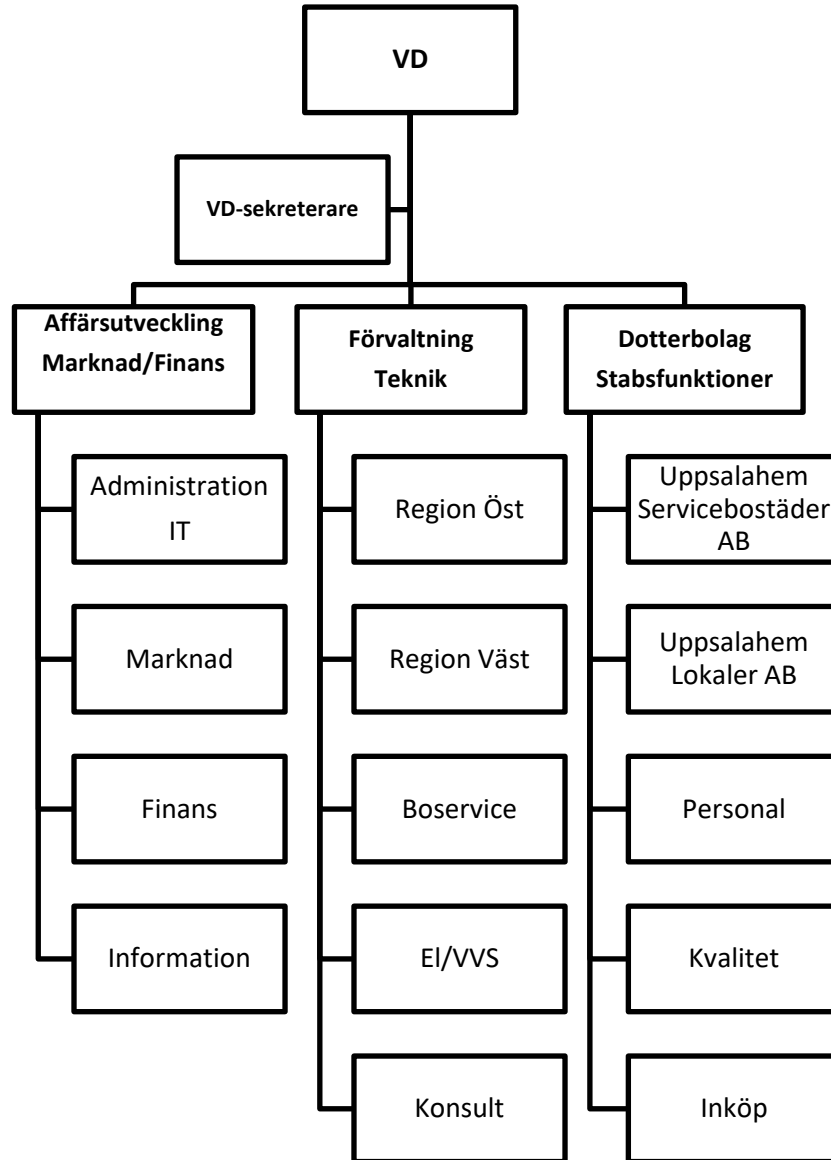 VD
VD-sekreterare
Affärsutveckling
Marknad/Finans
Förvaltning
Teknik
Dotterbolag
Stabsfunktioner
Administration
IT
Region Öst
Uppsalahem
Servicebostäder
AB
Marknad
Region Väst
Uppsalahem
Lokaler AB
Finans
Boservice
Personal
Information
El/VVS
Kvalitet
Konsult
Inköp